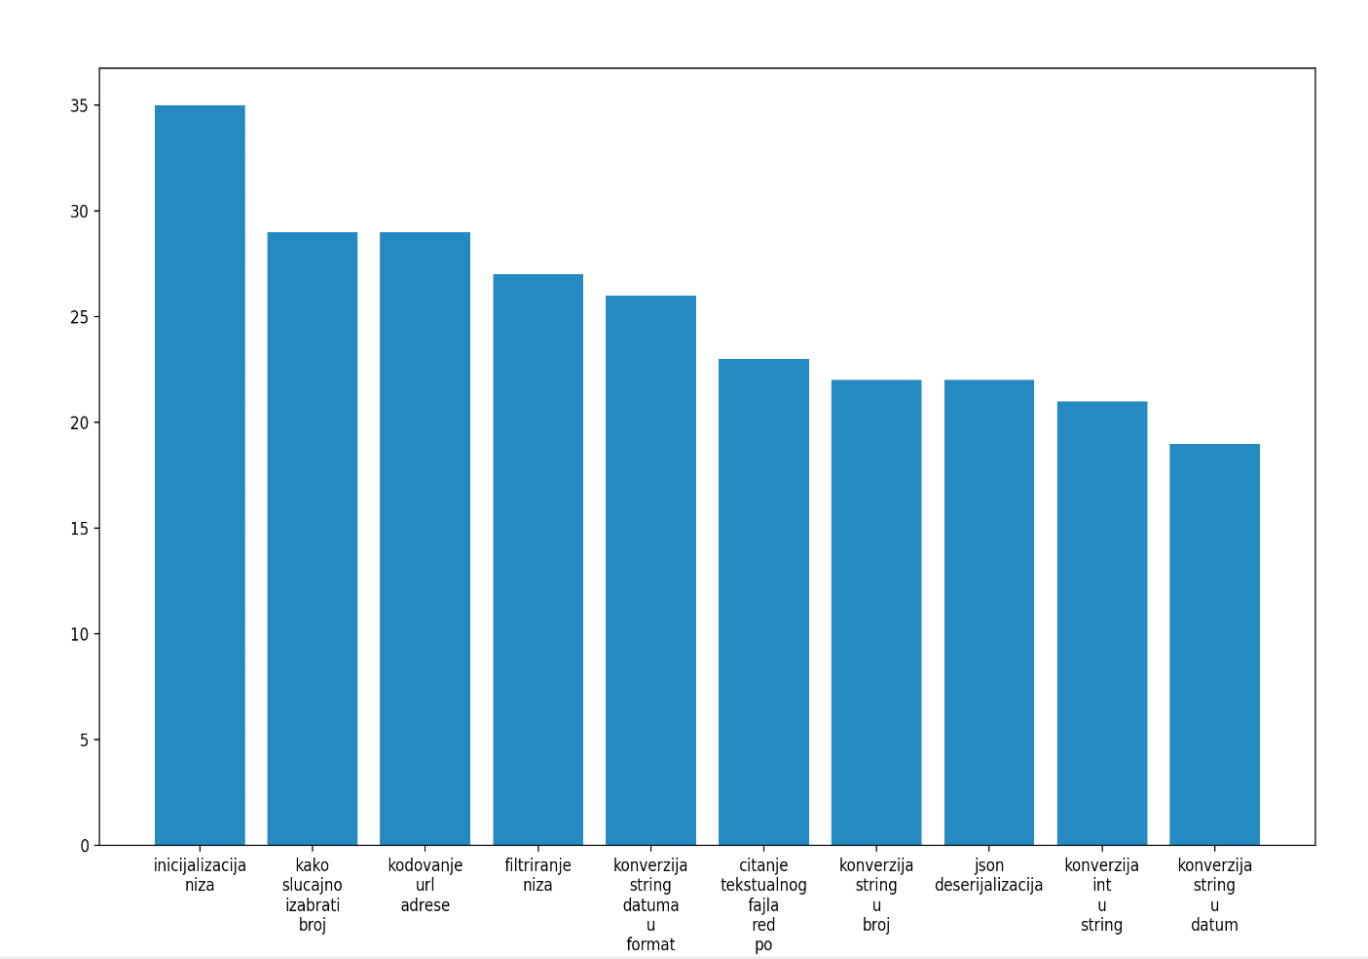 35
30
25
20
15
10
5
0
inicijalizacija
niza
kako
slucajno
izabrati
broj
kodovanje
url
adrese
filtriranje
niza
konverzija
string
datuma
u
format
citanje
tekstualnog
fajla
red
po
konverzija
string
u
broj
json
deserijalizacija
konverzija
int
u
string
konverzija
string
u
datum